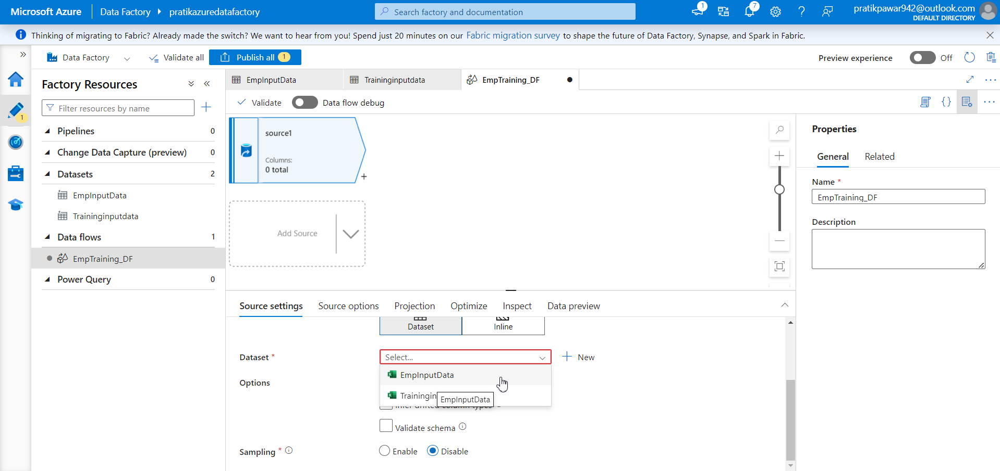 Microsoft Azure
Data Factory
pratikazuredatafactory
Search factory and documentation
1
7
pratikpawar942@outlook.com
DEFAULT DIRECTORY
Thinking of migrating to Fabric? Already made the switch? We want to hear from you! Spend just 20 minutes on our Fabric migration survey to shape the future of Data Factory, Synapse, and Spark in Fabric.
Data Factory
Validate all
Publish all 1
Preview experience
Off
Factory Resources
Filter resources by name
1
Pipelines 0
Change Data Capture (preview) 0
Datasets 2
EmpInputData
Traininginputdata
Data flows 1
EmpTraining_DF
Power Query 0
EmpInputData
Traininginputdata
EmpTraining_DF
Validate
Data flow debug
source1
Columns:
0 total
Add Source
Source settings
Source options
Projection
Optimize
Inspect
Data preview
Dataset
Inline
Dataset *
Select...
New
EmpInputData
Trainingin
EmpInputData
Options
Validate schema
Sampling *
Enable
Disable
Properties
General
Related
Name *
EmpTraining_DF
Description